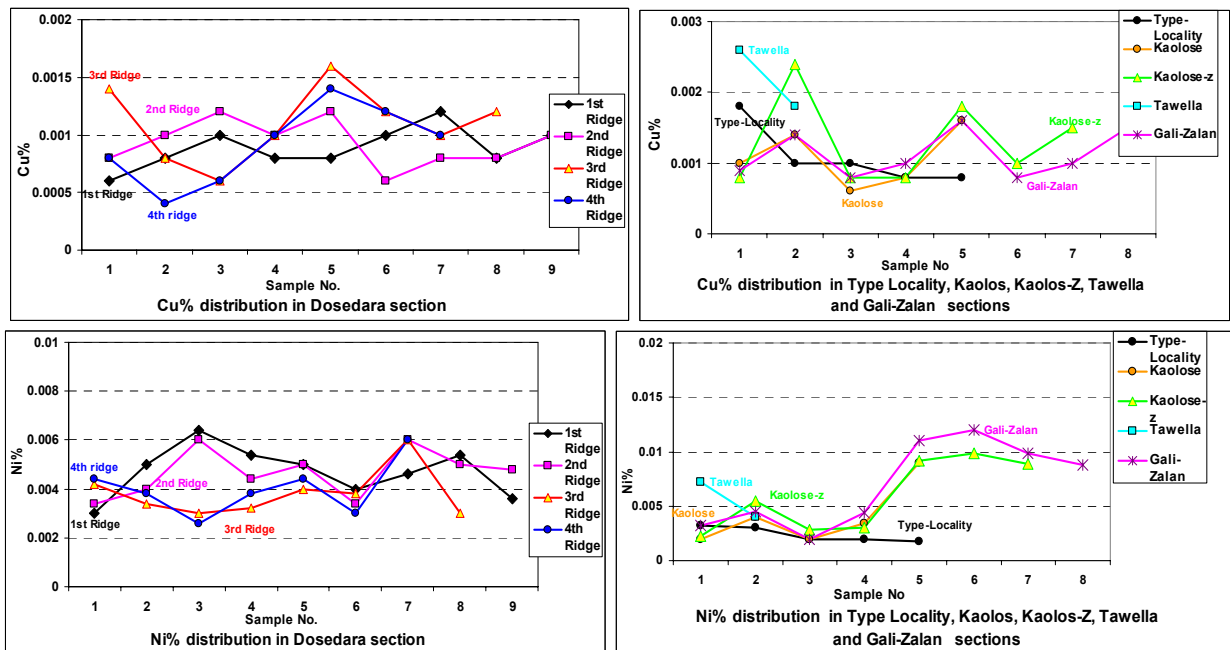 0.002
0.0015
0.001
0.0005
0
Cu%
3rd Ridge
2nd Ridge
1st Ridge
4th ridge
1 2 3 4 5 6 7 8 9
Sample No.
1st
Ridge
2nd
Ridge
3rd
Ridge
4th
Ridge
Cu% distribution in Dosedara section
0.003
0.002
0.001
0
Cu%
Tawella
Type-Locality
Kaolose
Kaolose-z
Gali-Zalan
1 2 3 4 5 6 7 8
Sample No
Type-
Locality
Kaolose
Kaolose-z
Tawella
Gali-Zalan
Cu% distribution in Type Locality, Kaolos, Kaolos-Z, Tawella
and Gali-Zalan sections
0.01
0.008
0.006
0.004
0.002
0
Ni%
4th ridge
2nd Ridge
1st Ridge
3rd Ridge
1 2 3 4 5 6 7 8 9
Sample No.
1st
Ridge
2nd
Ridge
3rd
Ridge
4th
Ridge
Ni% distribution in Dosedara section
0.02
0.015
0.01
0.005
0
Ni%
Tawella
Kaolose
Kaolose-z
Gali-Zalan
Type-Locality
1 2 3 4 5 6 7 8
Sample No
Type-
Locality
Kaolose
Kaolose-
z
Tawella
Gali-
Zalan
Ni% distribution in Type Locality, Kaolos, Kaolos-Z, Tawella
and Gali-Zalan sections